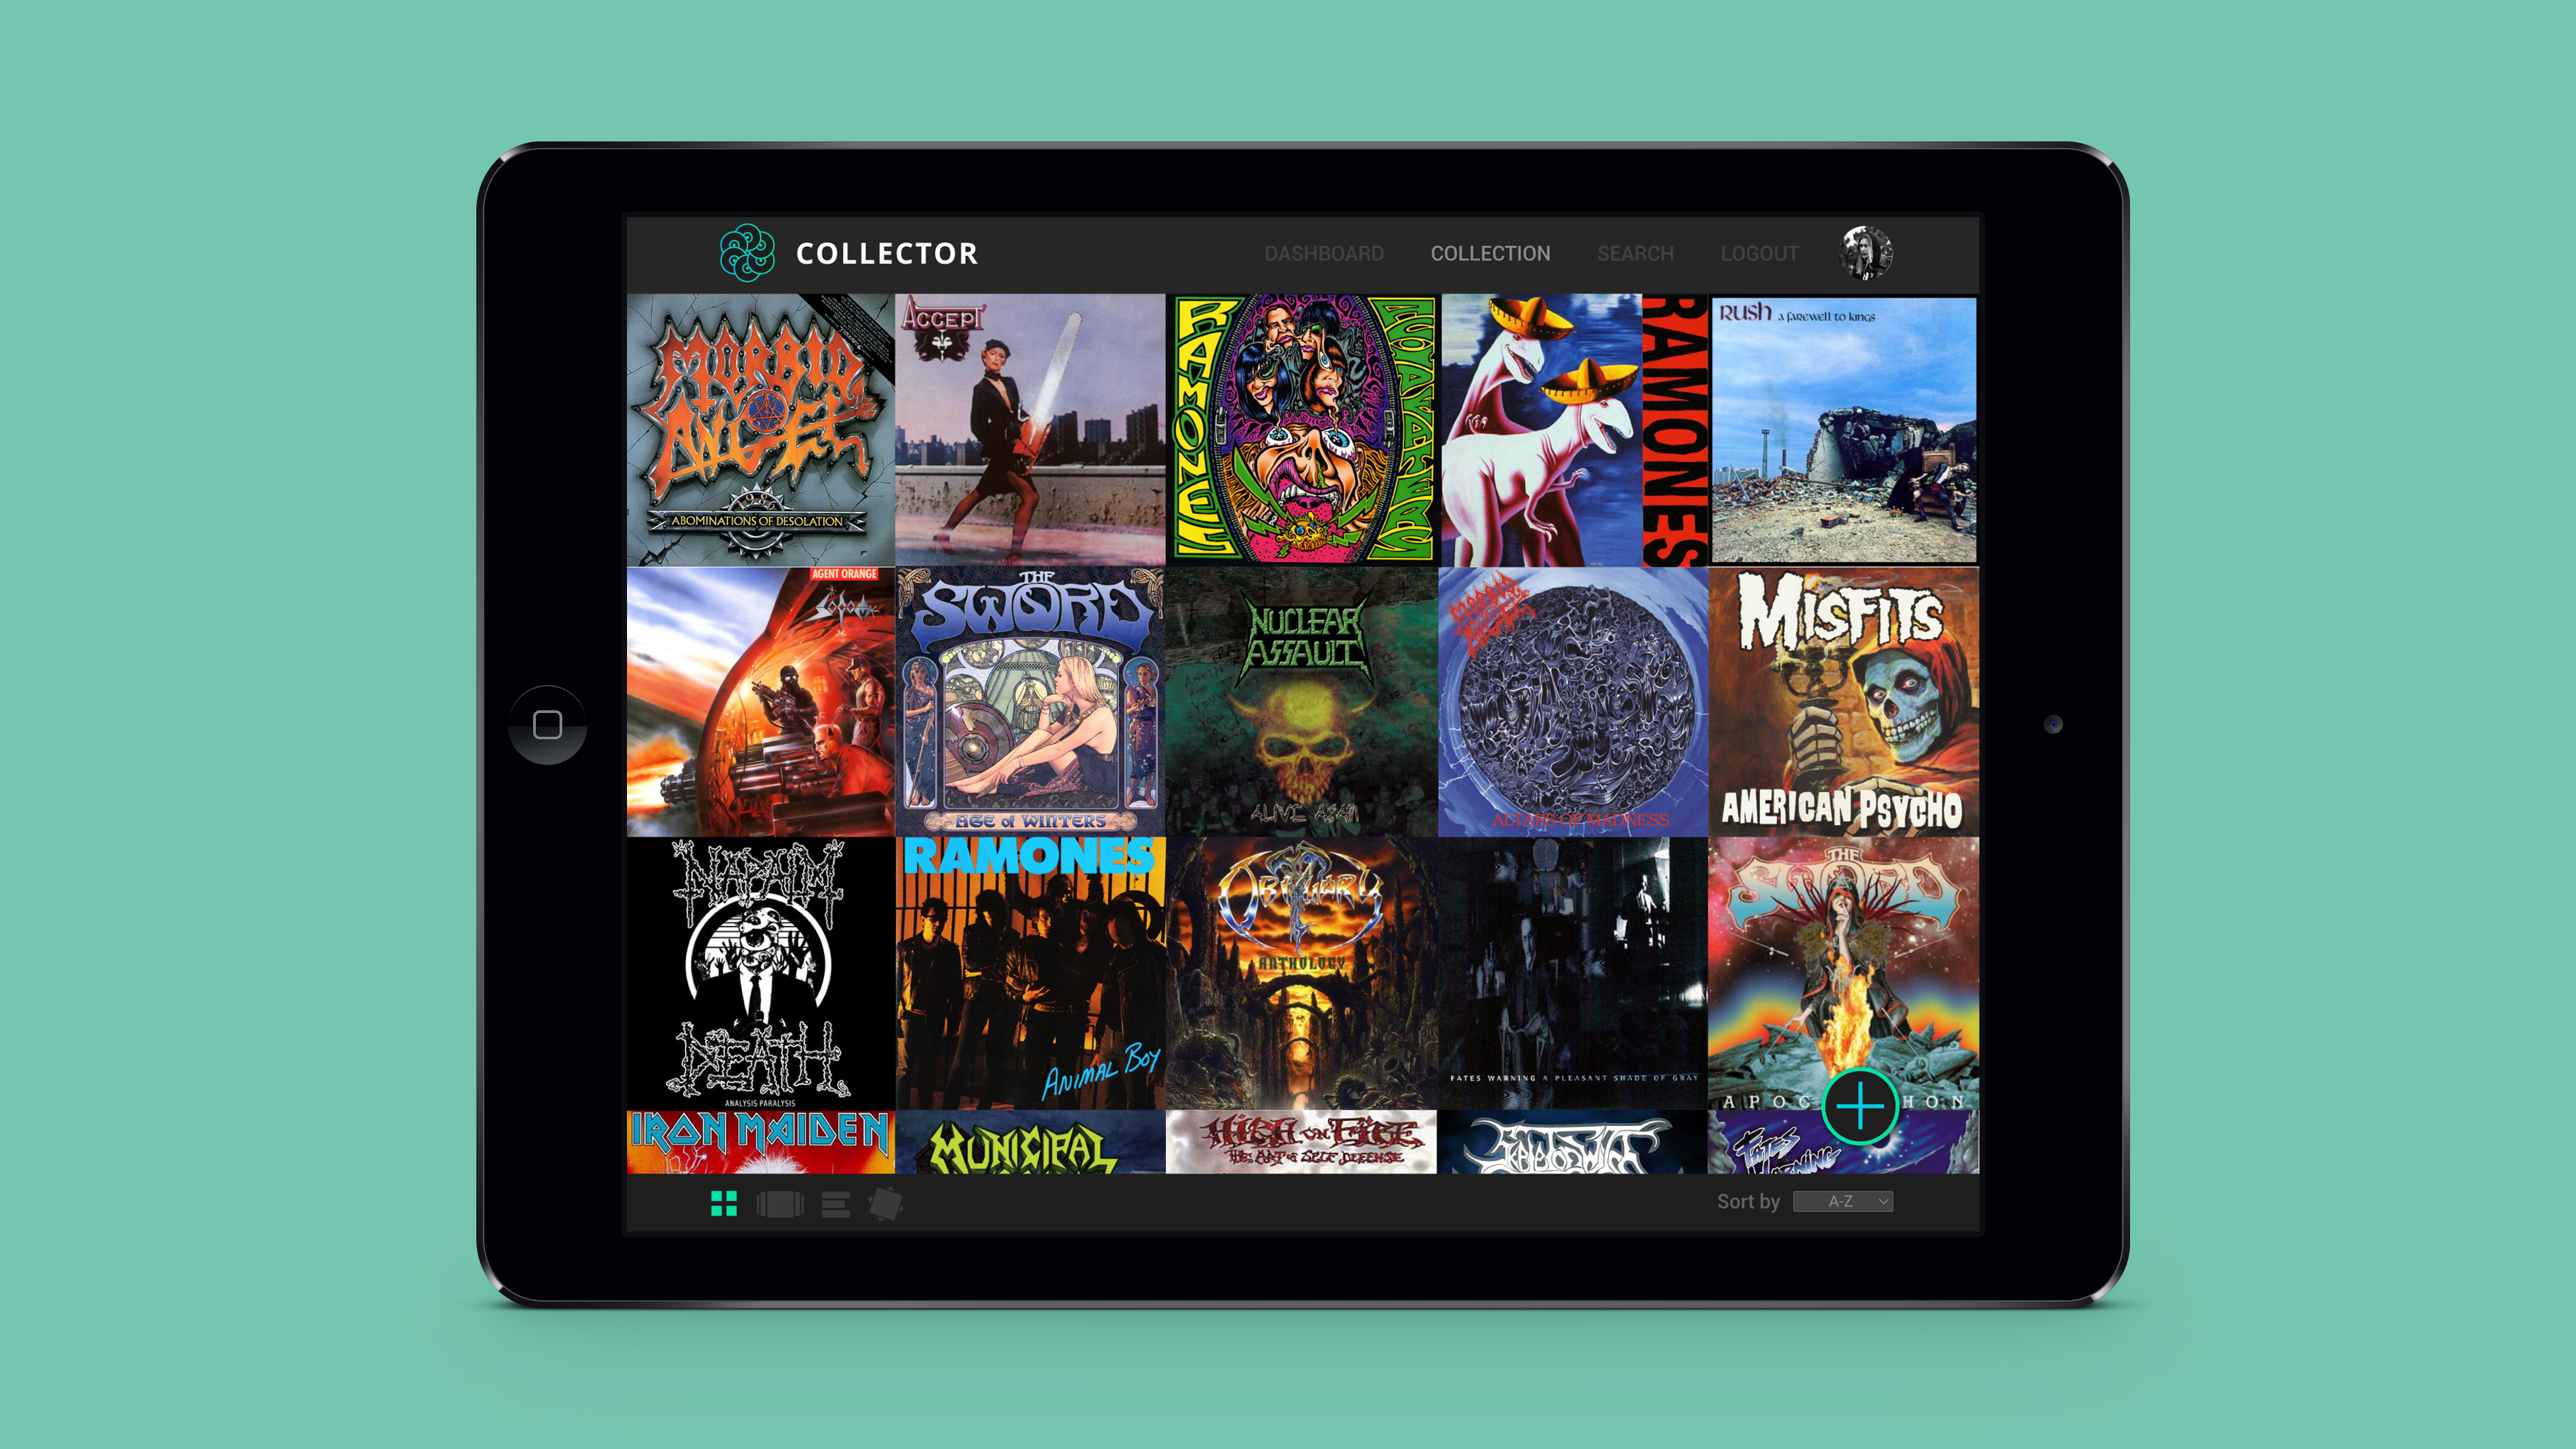 COLLECTOR
DASHBOARD
COLLECTION
SEARCH
LOGOUT
MORBID
ANGEL
ABOMINATIONS OF DESOLATION
ACCEPT
RAMONES
RAMONES
RUSH a farewell to kings
AGENT ORANGE
SODOM
THE
SWORD
AGE of WINTERS
NUCLEAR
ASSAULT
ALIVE AGAIN
MORBID
ANGEL
ALTARS OF MADNESS
MISFITS
AMERICAN PSYCHO
NAPALM
DEATH
ANALYSIS PARALYSIS
RAMONES
ANIMAL BOY
OBITUARY
ANTHOLOGY
FATES WARNING A PLEASANT SHADE OF GRAY
THE
SWORD
APOC HON
IRON MAIDEN
MUNICIPAL
HIGH ON FIRE
THE ART OF SELF DEFENSE
SKELETONWITCH
FATES
WARNING
Sort by
A-Z